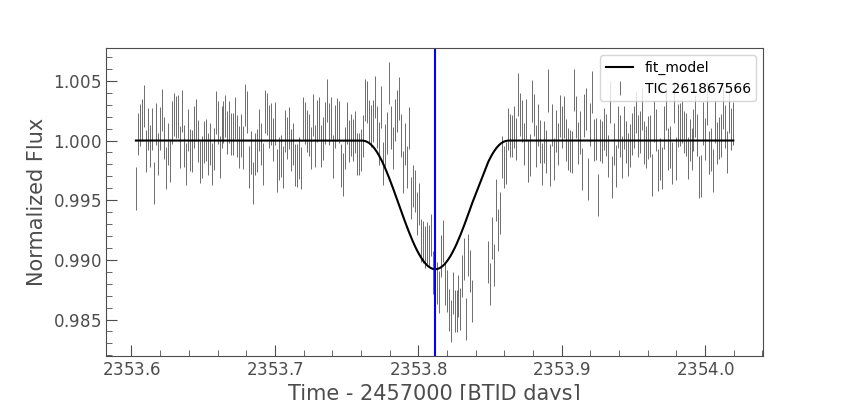 fit_model
TIC 261867566
Normalized Flux
1.005
1.000
0.995
0.990
0.985
2353.6 2353.7 2353.8 2353.9 2354.0
Time - 2457000 [BTJD days]